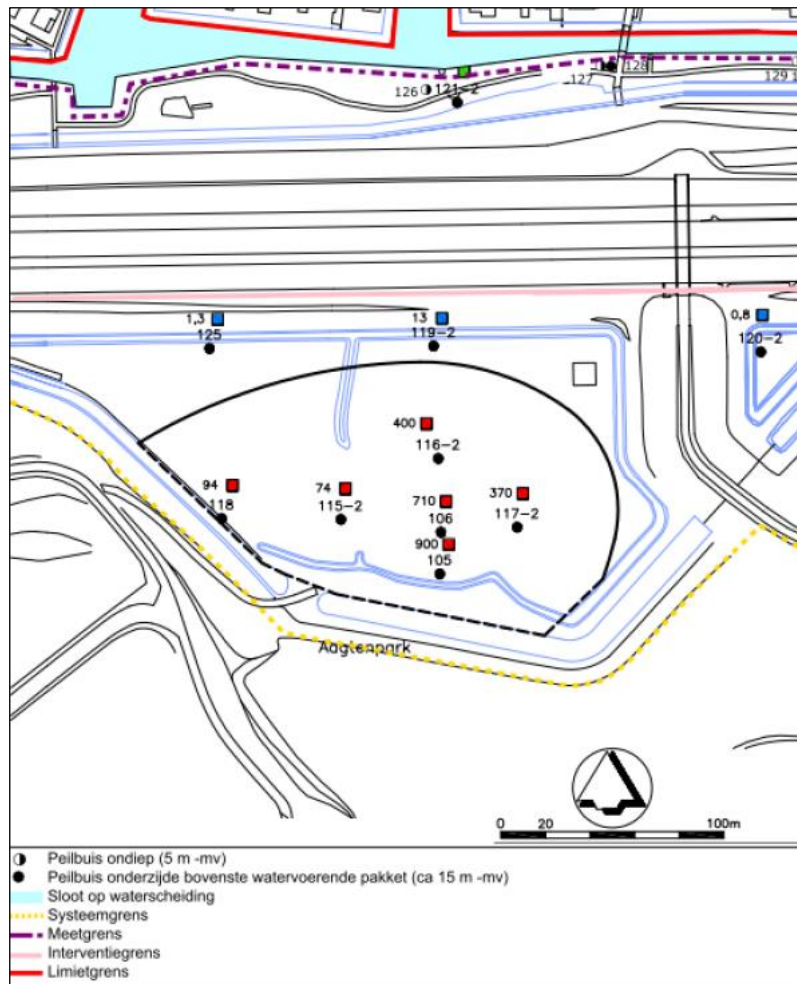 126
121-2
127
128
129
1,3
125
13
119-2
0,8
120-2
400
116-2
94
118
74
115-2
710
106
370
117-2
900
105
Aagtenpark
0 20 100m
Peilbuis ondiep (5 m -mv)
Peilbuis onderzijde bovenste watervoerende pakket (ca 15 m -mv)
Sloot op waterscheiding
Systeemgrens
Meetgrens
Interventiegrens
Limietgrens